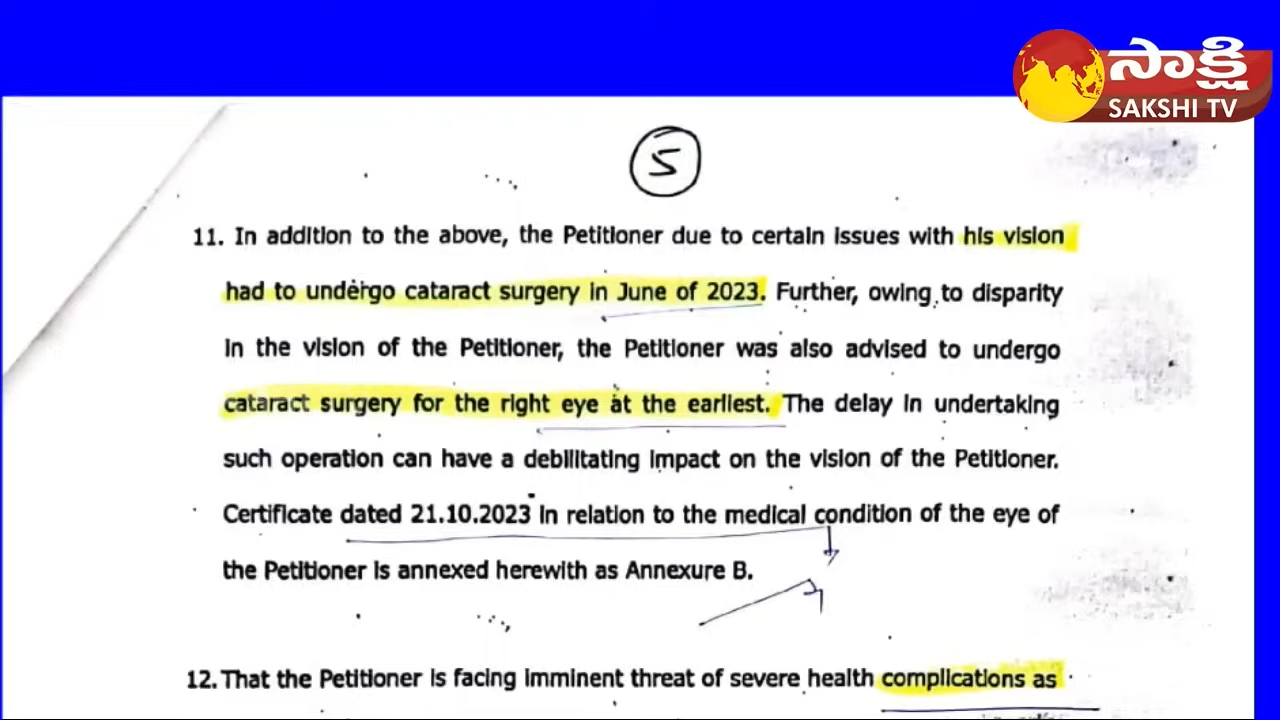 సాక్షి
SAKSHI TV
5
11. In addition to the above, the Petitioner due to certain issues with his vision
had to undergo cataract surgery in June of 2023. Further, owing to disparity
in the vision of the Petitioner, the Petitioner was also advised to undergo
cataract surgery for the right eye at the earliest. The delay in undertaking
such operation can have a debilitating impact on the vision of the Petitioner.
Certificate dated 21.10.2023 in relation to the medical condition of the eye of
the Petitioner is annexed herewith as Annexure B.
12. That the Petitioner is facing imminent threat of severe health complications as